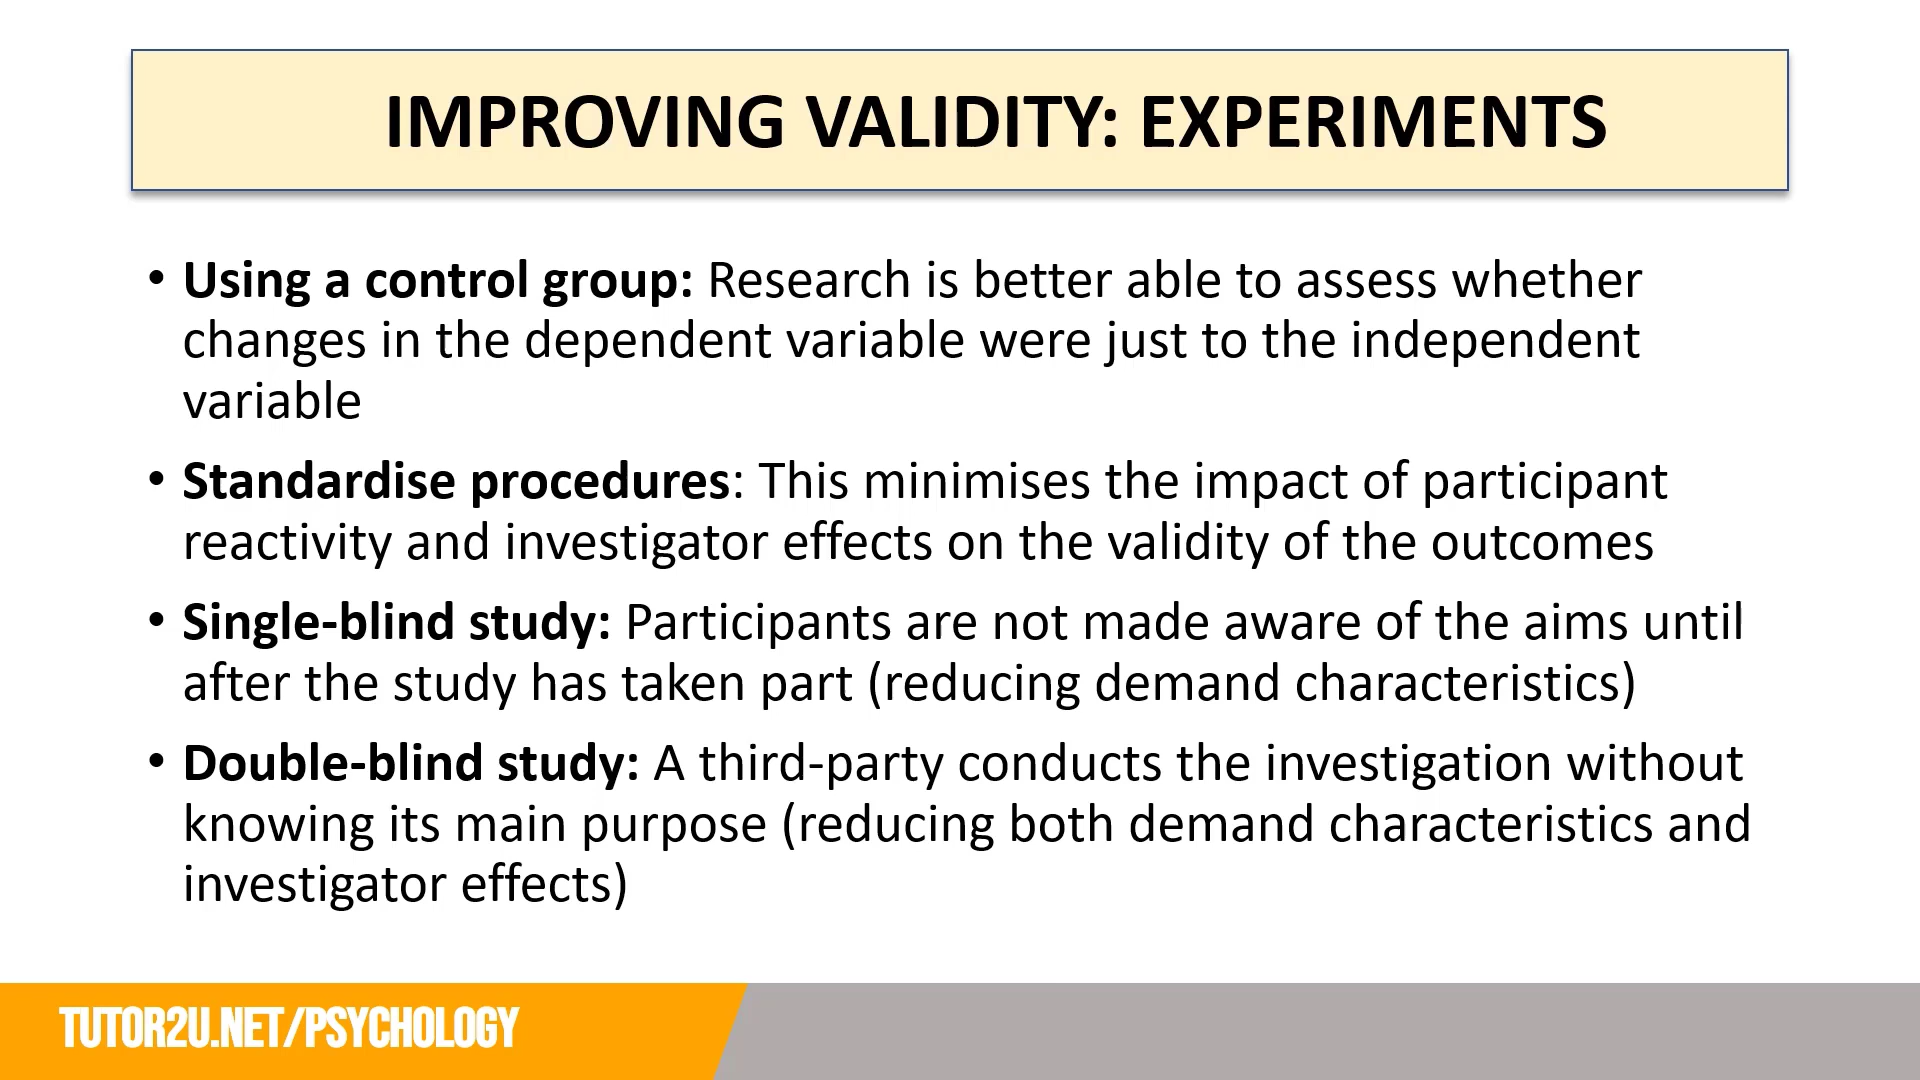 IMPROVING VALIDITY: EXPERIMENTS
• Using a control group: Research is better able to assess whether
changes in the dependent variable were just to the independent
variable
• Standardise procedures: This minimises the impact of participant
reactivity and investigator effects on the validity of the outcomes
• Single-blind study: Participants are not made aware of the aims until
after the study has taken part (reducing demand characteristics)
• Double-blind study: A third-party conducts the investigation without
knowing its main purpose (reducing both demand characteristics and
investigator effects)
TUTOR2U.NET/PSYCHOLOGY